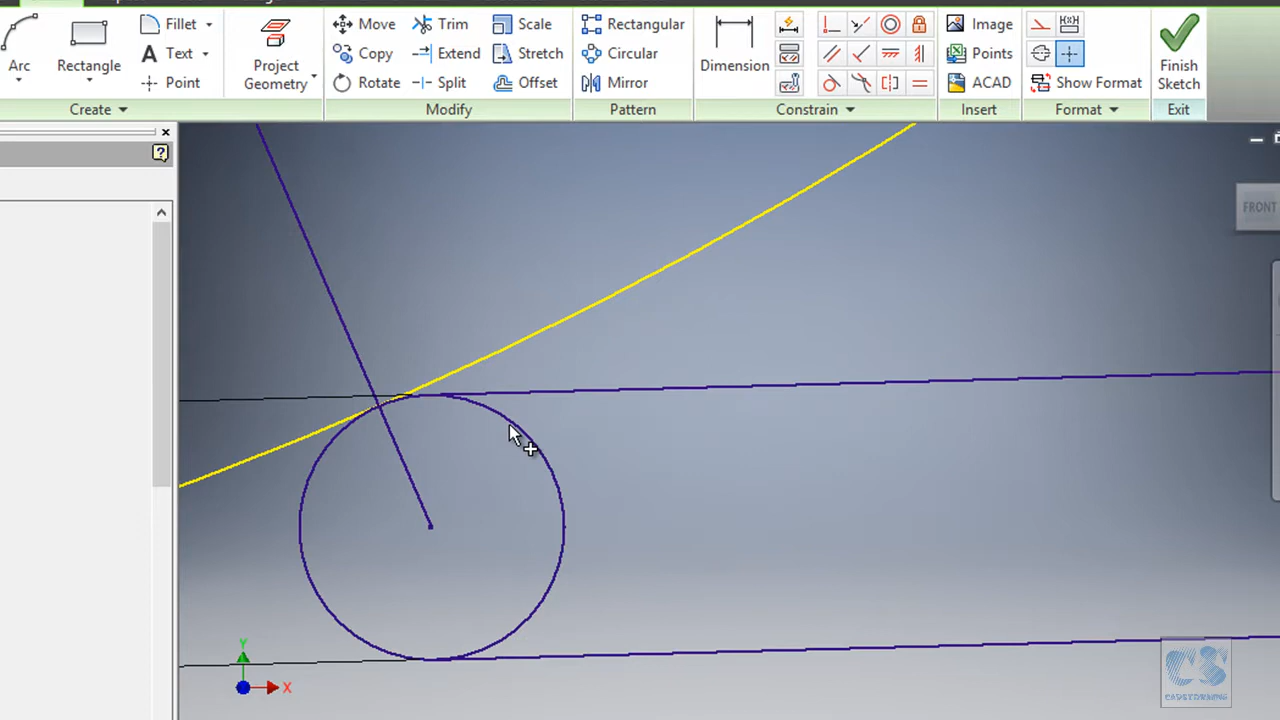 Fillet
Move
Trim
Scale
Rectangular
Image
Arc
Rectangle
Text
Project
Geometry
Copy
Extend
Stretch
Circular
Dimension
Points
Finish
Sketch
Point
Rotate
Split
Offset
Mirror
ACAD
Show Format
Create
Modify
Pattern
Constrain
Insert
Format
Exit
FRONT
Y
X
CS